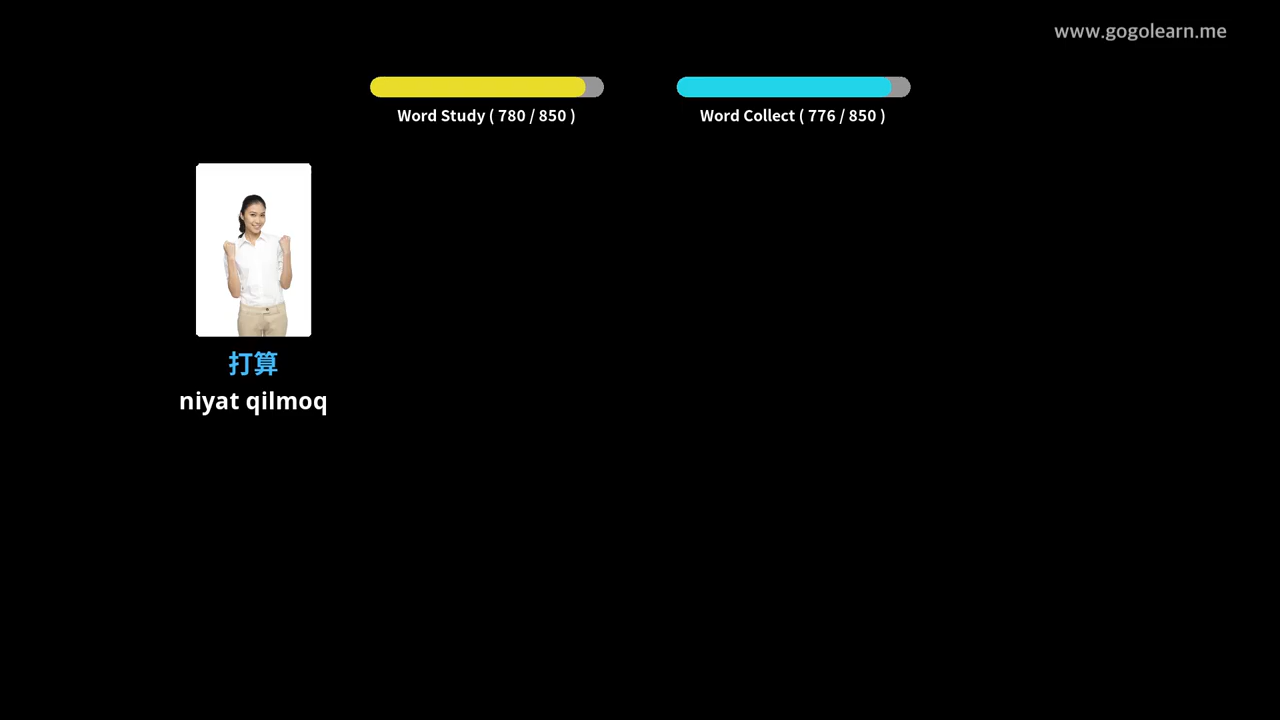 www.gogolearn.me
Word Study ( 780 / 850 )
Word Collect ( 776 / 850 )
打算
niyat qilmoq